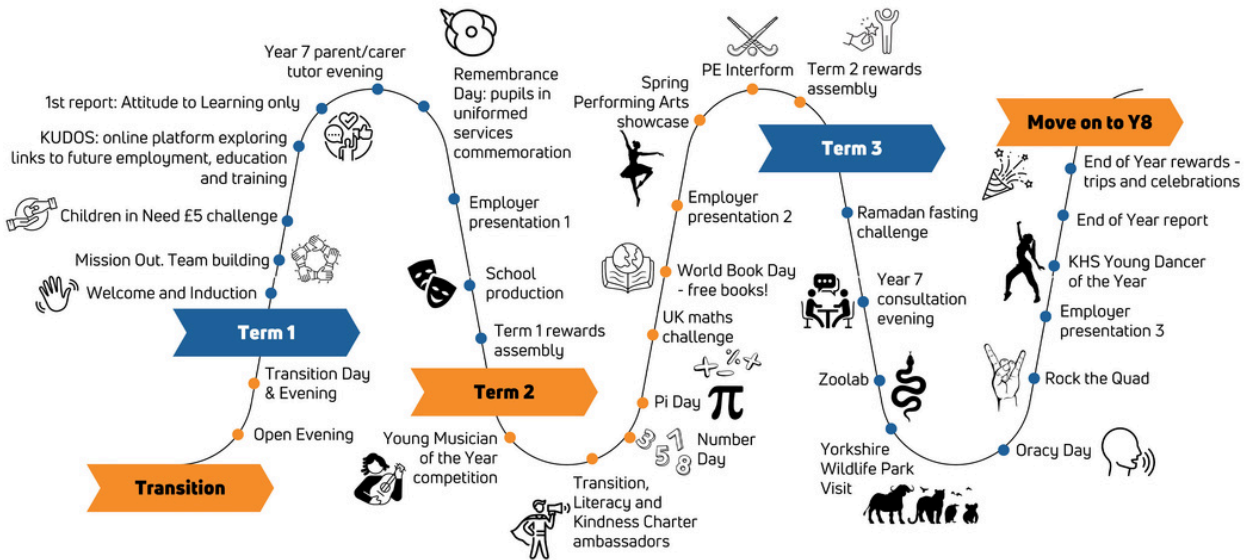 Transition
Open Evening
Transition Day
& Evening
Term 1
Welcome and Induction
Mission Out. Team building
Children in Need £5 challenge
KUDOS: online platform exploring
links to future employment, education
and training
1st report: Attitude to Learning only
Year 7 parent/carer
tutor evening
Remembrance
Day: pupils in
uniformed
services
commemoration
Employer
presentation 1
School
production
Term 1 rewards
assembly
Term 2
Young Musician
of the Year
competition
Transition,
Literacy and
Kindness Charter
ambassadors
3 5 7 8
Number
Day
Pi Day
π
UK maths
challenge
World Book Day
- free books!
Employer
presentation 2
Spring
Performing Arts
showcase
PE Interform
Term 2 rewards
assembly
Term 3
Ramadan fasting
challenge
Year 7
consultation
evening
Zoolab
Yorkshire
Wildlife Park
Visit
Oracy Day
Rock the Quad
Employer
presentation 3
KHS Young Dancer
of the Year
End of Year report
End of Year rewards -
trips and celebrations
Move on to Y8